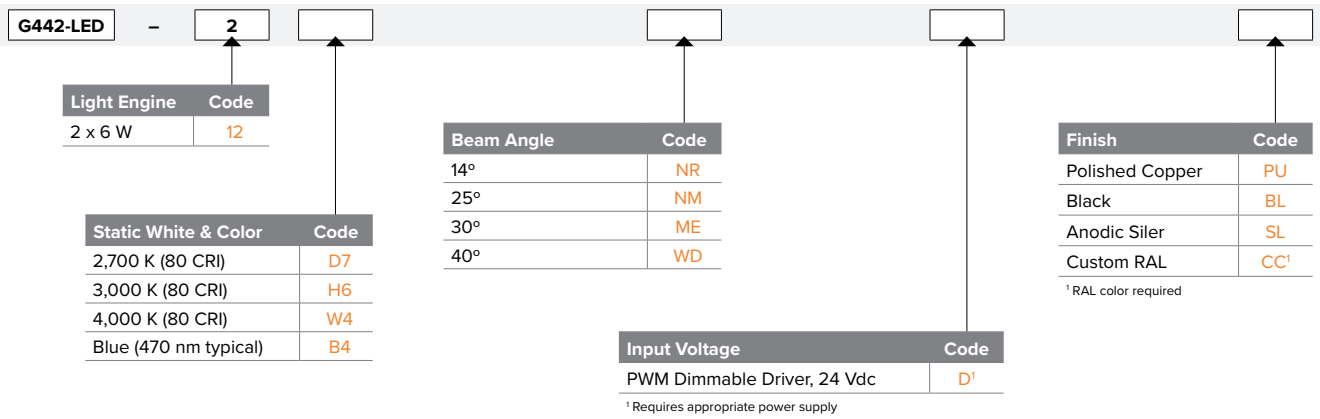 G442-LED – 2
Light Engine Code
2 x 6 W 12
Static White & Color Code
2,700 K (80 CRI) D7
3,000 K (80 CRI) H6
4,000 K (80 CRI) W4
Blue (470 nm typical) B4
Beam Angle Code
14º NR
25º NM
30º ME
40º WD
Input Voltage Code
PWM Dimmable Driver, 24 Vdc D¹
¹ Requires appropriate power supply
Finish Code
Polished Copper PU
Black BL
Anodic Siler SL
Custom RAL CC¹
¹ RAL color required